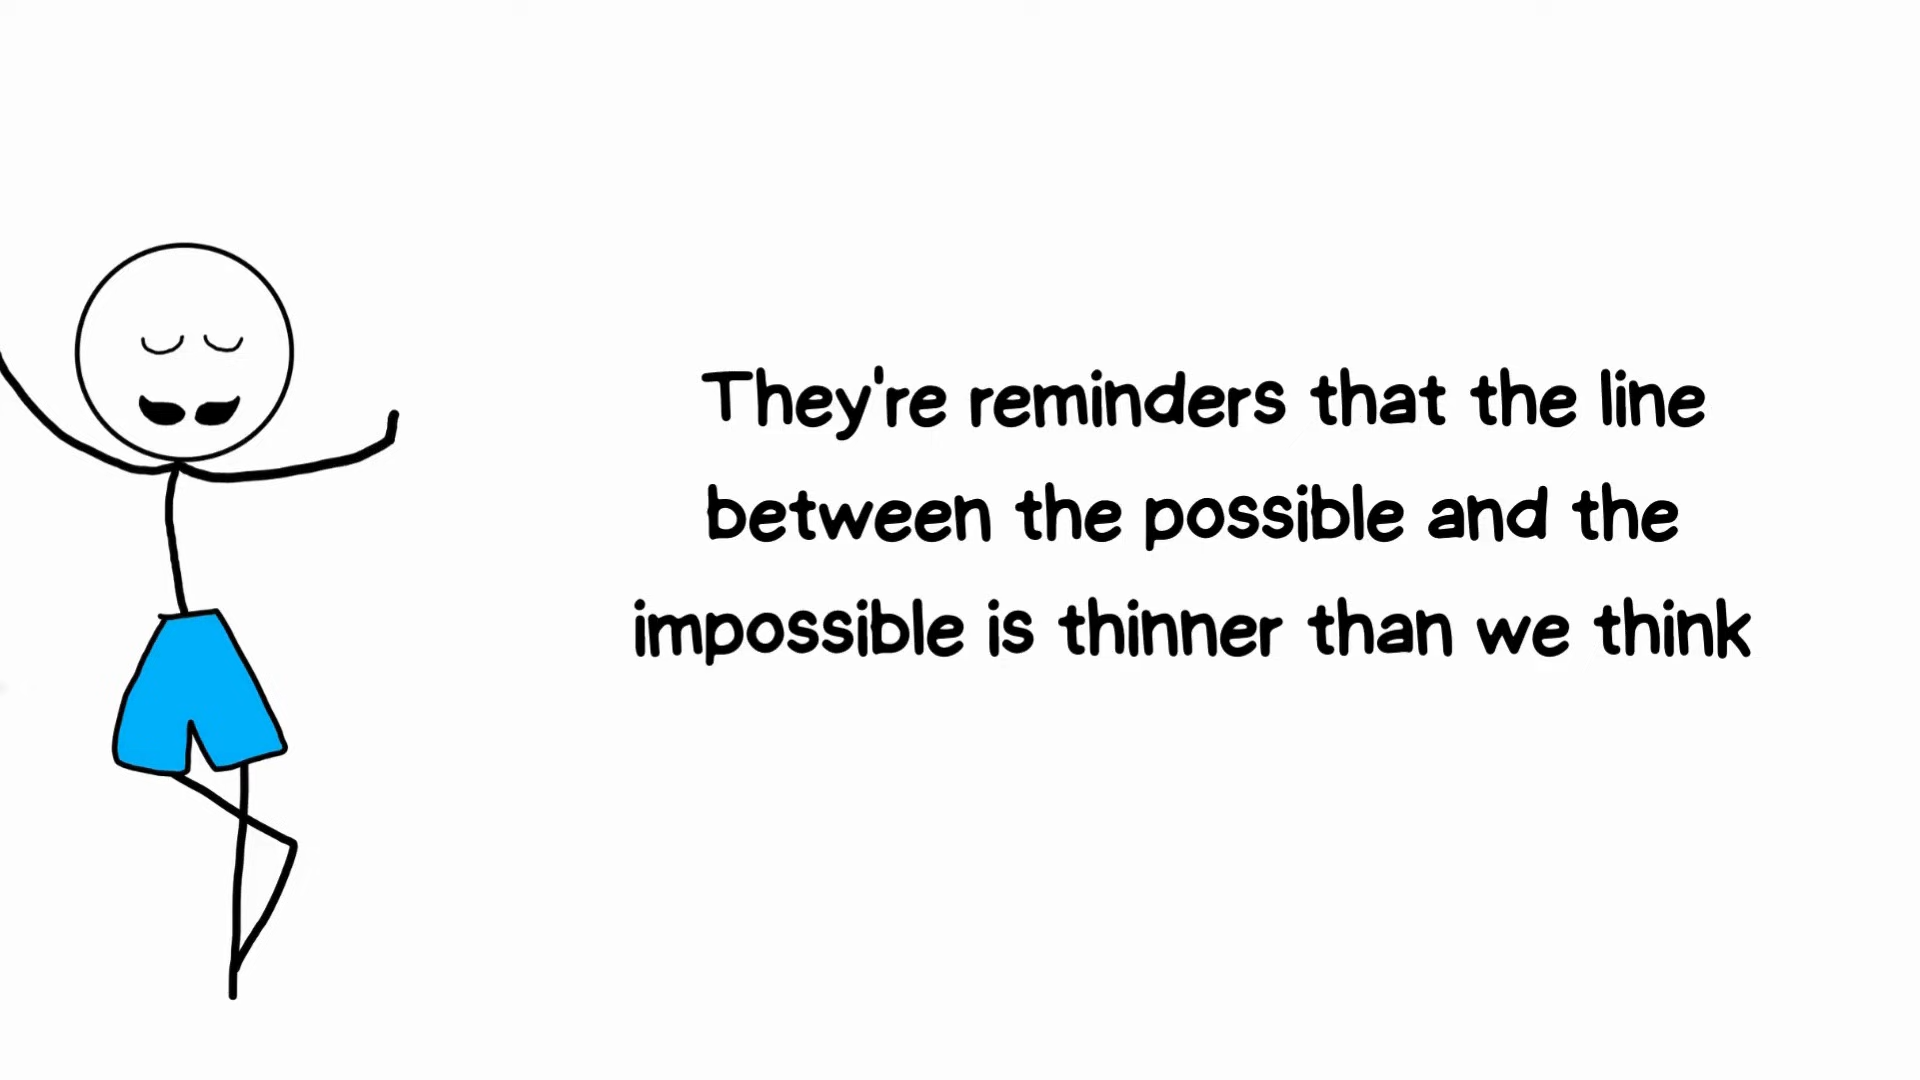 They're reminders that the line
between the possible and the
impossible is thinner than we think